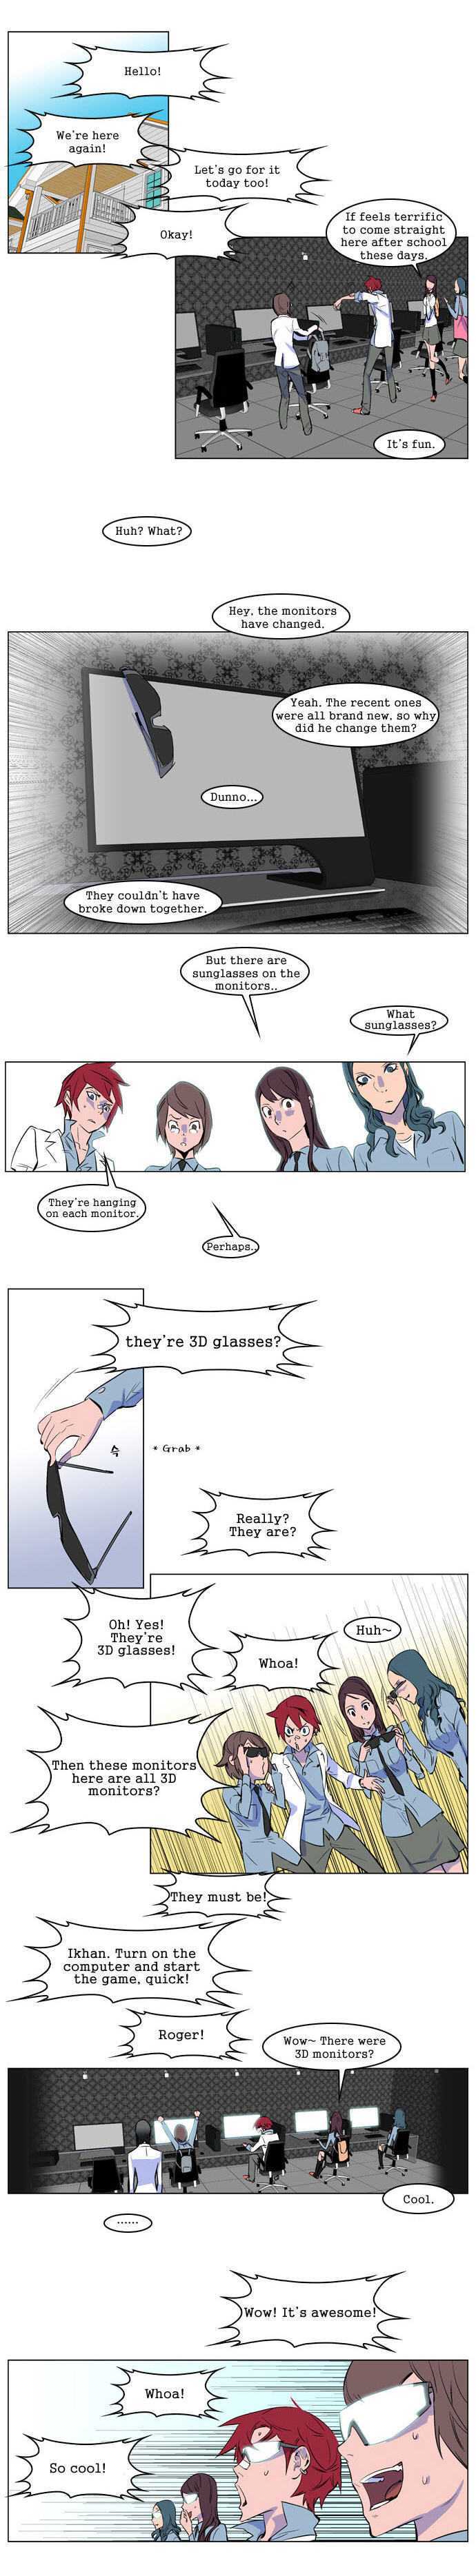 Hello!
We're here
again!
Let's go for it
today too!
Okay!
If feels terrific
to come straight
here after school
these days.
It's fun.
Huh? What?
Hey, the monitors
have changed.
Yeah. The recent ones
were all brand new, so why
did he change them?
Dunno...
They couldn't have
broke down together.
But there are
sunglasses on the
monitors..
What
sunglasses?
They're hanging
on each monitor.
Perhaps..
they're 3D glasses?
슥
* Grab *
Really?
They are?
Oh! Yes!
They're
3D glasses!
Huh~
Whoa!
Then these monitors
here are all 3D
monitors?
They must be!
Ikhan. Turn on the
computer and start
the game, quick!
Roger!
Wow~ There were
3D monitors?
Cool.
......
Wow! It's awesome!
Whoa!
So cool!